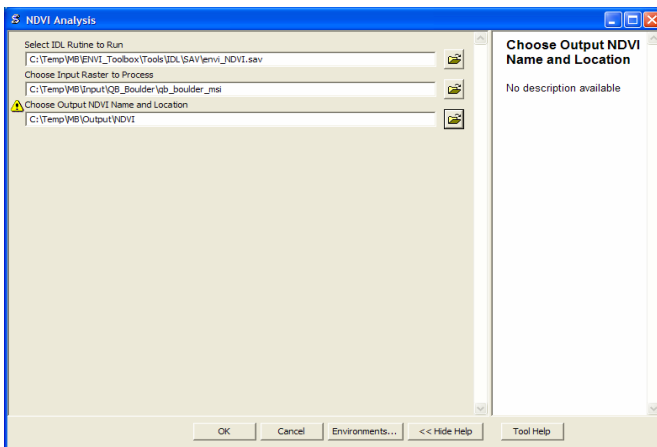 NDVI Analysis
Select IDL Rutine to Run
C:\Temp\MB\ENVI_Toolbox\Tools\IDL\SAV\envi_NDVI.sav
Choose Input Raster to Process
C:\Temp\MB\Input\QB_Boulder\qb_boulder_msi
Choose Output NDVI Name and Location
C:\Temp\MB\Output\NDVI
Choose Output NDVI
Name and Location
No description available
OK
Cancel
Environments...
<< Hide Help
Tool Help